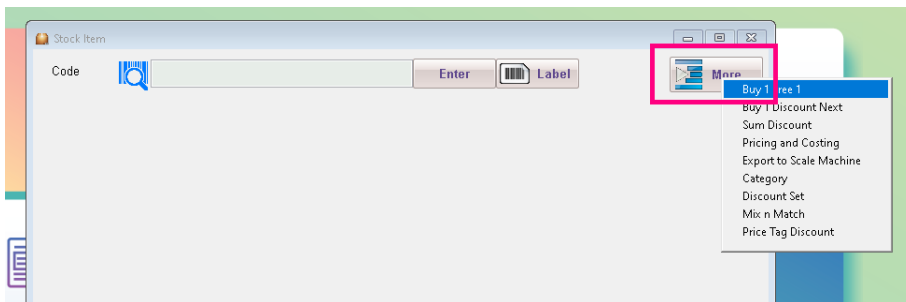 Stock Item
Code Enter Label More
Buy 1 Free 1
Buy 1 Discount Next
Sum Discount
Pricing and Costing
Export to Scale Machine
Category
Discount Set
Mix n Match
Price Tag Discount